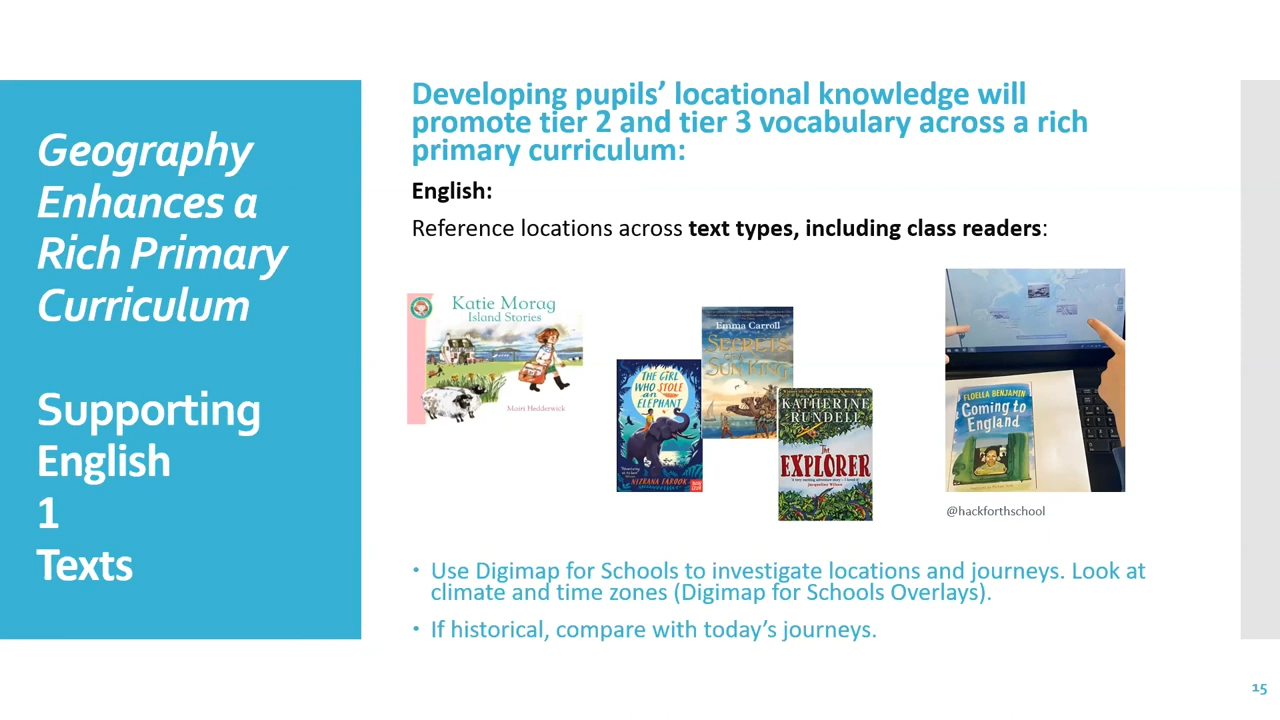 Geography
Enhances a
Rich Primary
Curriculum
Supporting
English
1
Texts
Developing pupils’ locational knowledge will
promote tier 2 and tier 3 vocabulary across a rich
primary curriculum:
English:
Reference locations across text types, including class readers:
Katie Morag
Island Stories
Mairi Hedderwick
THE GIRL
WHO STOLE
an
ELEPHANT
NIZRANA FAROOK
Emma Carroll
SECRETS
SUN KING
KATHERINE
RUNDELL
The
EXPLORER
FLOELLA BENJAMIN
Coming to
England
@hackforthschool
• Use Digimap for Schools to investigate locations and journeys. Look at
climate and time zones (Digimap for Schools Overlays).
• If historical, compare with today’s journeys.
15